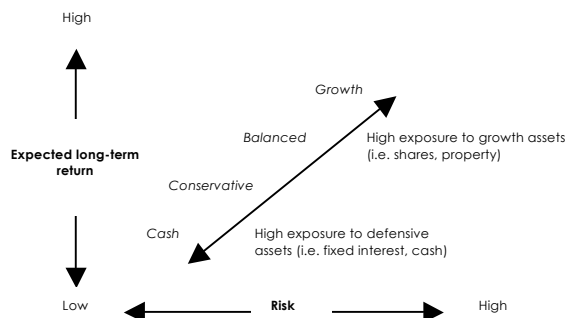 High
Growth
Balanced
High exposure to growth assets
(i.e. shares, property)
Expected long-term
return
Conservative
Cash
High exposure to defensive
assets (i.e. fixed interest, cash)
Low
Risk
High